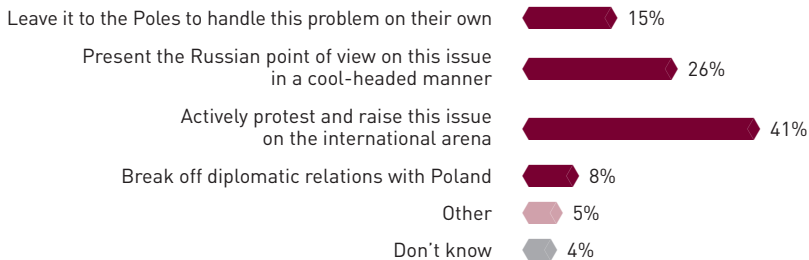 Leave it to the Poles to handle this problem on their own 15%
Present the Russian point of view on this issue
in a cool-headed manner 26%
Actively protest and raise this issue
on the international arena 41%
Break off diplomatic relations with Poland 8%
Other 5%
Don't know 4%